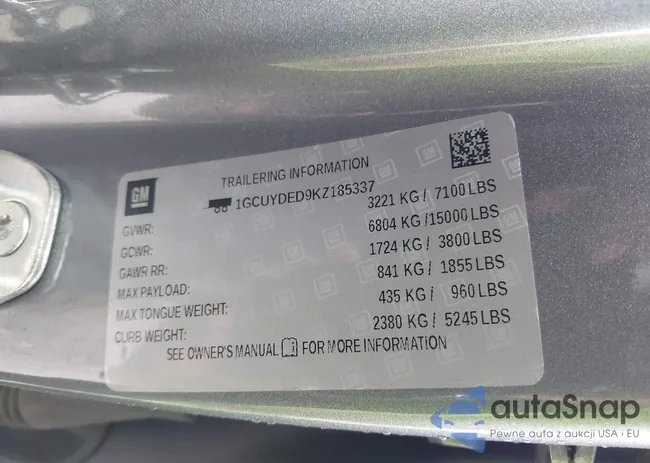 GM
TRAILERING INFORMATION
1GCUYDED9KZ185337
GVWR: 3221 KG / 7100 LBS
GCWR: 6804 KG /15000 LBS
GAWR RR: 1724 KG / 3800 LBS
MAX PAYLOAD: 841 KG / 1855 LBS
MAX TONGUE WEIGHT: 435 KG / 960 LBS
CURB WEIGHT: 2380 KG / 5245 LBS
SEE OWNER'S MANUAL FOR MORE INFORMATION
autaSnap
Pewne auta z aukcji USA i EU